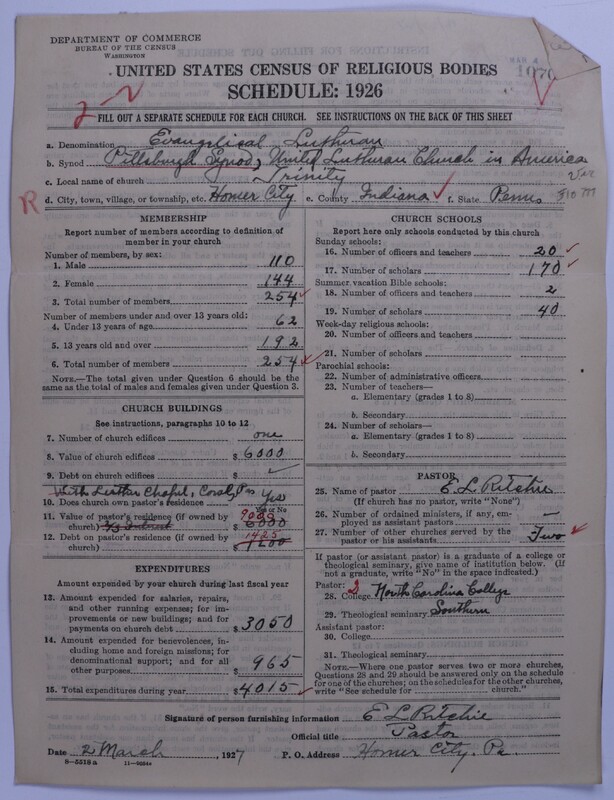 DEPARTMENT OF COMMERCE
BUREAU OF THE CENSUS
WASHINGTON
UNITED STATES CENSUS OF RELIGIOUS BODIES
SCHEDULE: 1926
FILL OUT A SEPARATE SCHEDULE FOR EACH CHURCH. SEE INSTRUCTIONS ON THE BACK OF THIS SHEET
a. Denomination Evangelical Lutheran
b. Synod Pittsburgh Synod, United Lutheran Church in America
c. Local name of church Trinity
R d. City, town, village, or township, etc. Homer City e. County Indiana f. State Penna
MEMBERSHIP
Report number of members according to definition of member in your church
Number of members, by sex:
1. Male 110
2. Female 144
3. Total number of members 254
Number of members under and over 13 years old:
4. Under 13 years of age 62
5. 13 years old and over 192
6. Total number of members 254
NOTE.—The total given under Question 6 should be the same as the total of males and females given under Question 3.
CHURCH BUILDINGS
See instructions, paragraphs 10 to 12
7. Number of church edifices one
8. Value of church edifices $ 6000
9. Debt on church edifices $
With Luther Chapel, Coral, Pa
10. Does church own pastor's residence? Yes
Yes or No
11. Value of pastor's residence (if owned by church) $ 9000 6000
12. Debt on pastor's residence (if owned by church) $ 1425
EXPENDITURES
Amount expended by your church during last fiscal year
13. Amount expended for salaries, repairs, and other running expenses; for improvements or new buildings; and for payments on church debt $ 3050
14. Amount expended for benevolences, including home and foreign missions; for denominational support; and for all other purposes $ 965
15. Total expenditures during year $ 4015
CHURCH SCHOOLS
Report here only schools conducted by this church
Sunday schools:
16. Number of officers and teachers 20
17. Number of scholars 170
Summer vacation Bible schools:
18. Number of officers and teachers 2
19. Number of scholars 40
Week-day religious schools:
20. Number of officers and teachers
21. Number of scholars
Parochial schools:
22. Number of administrative officers
23. Number of teachers—
a. Elementary (grades 1 to 8)
b. Secondary
24. Number of scholars—
a. Elementary (grades 1 to 8)
b. Secondary
PASTOR
25. Name of pastor E L Ritchie
(If church has no pastor, write "None")
26. Number of ordained ministers, if any, employed as assistant pastors —
27. Number of other churches served by the pastor or his assistants Two
If pastor (or assistant pastor) is a graduate of a college or theological seminary, give name of institution below. (If not a graduate, write "No" in the space indicated.)
Pastor: 2
28. College North Carolina College
29. Theological seminary Southern
Assistant pastor:
30. College
31. Theological seminary
NOTE.—Where one pastor serves two or more churches, Questions 28 and 29 should be answered only on the schedule for one of the churches; on the schedules for the other churches, write "See schedule for church."
Signature of person furnishing information E L Ritchie
Official title Pastor
Date 2 March, 1927 P. O. Address Homer City, Pa.
8-5518 a